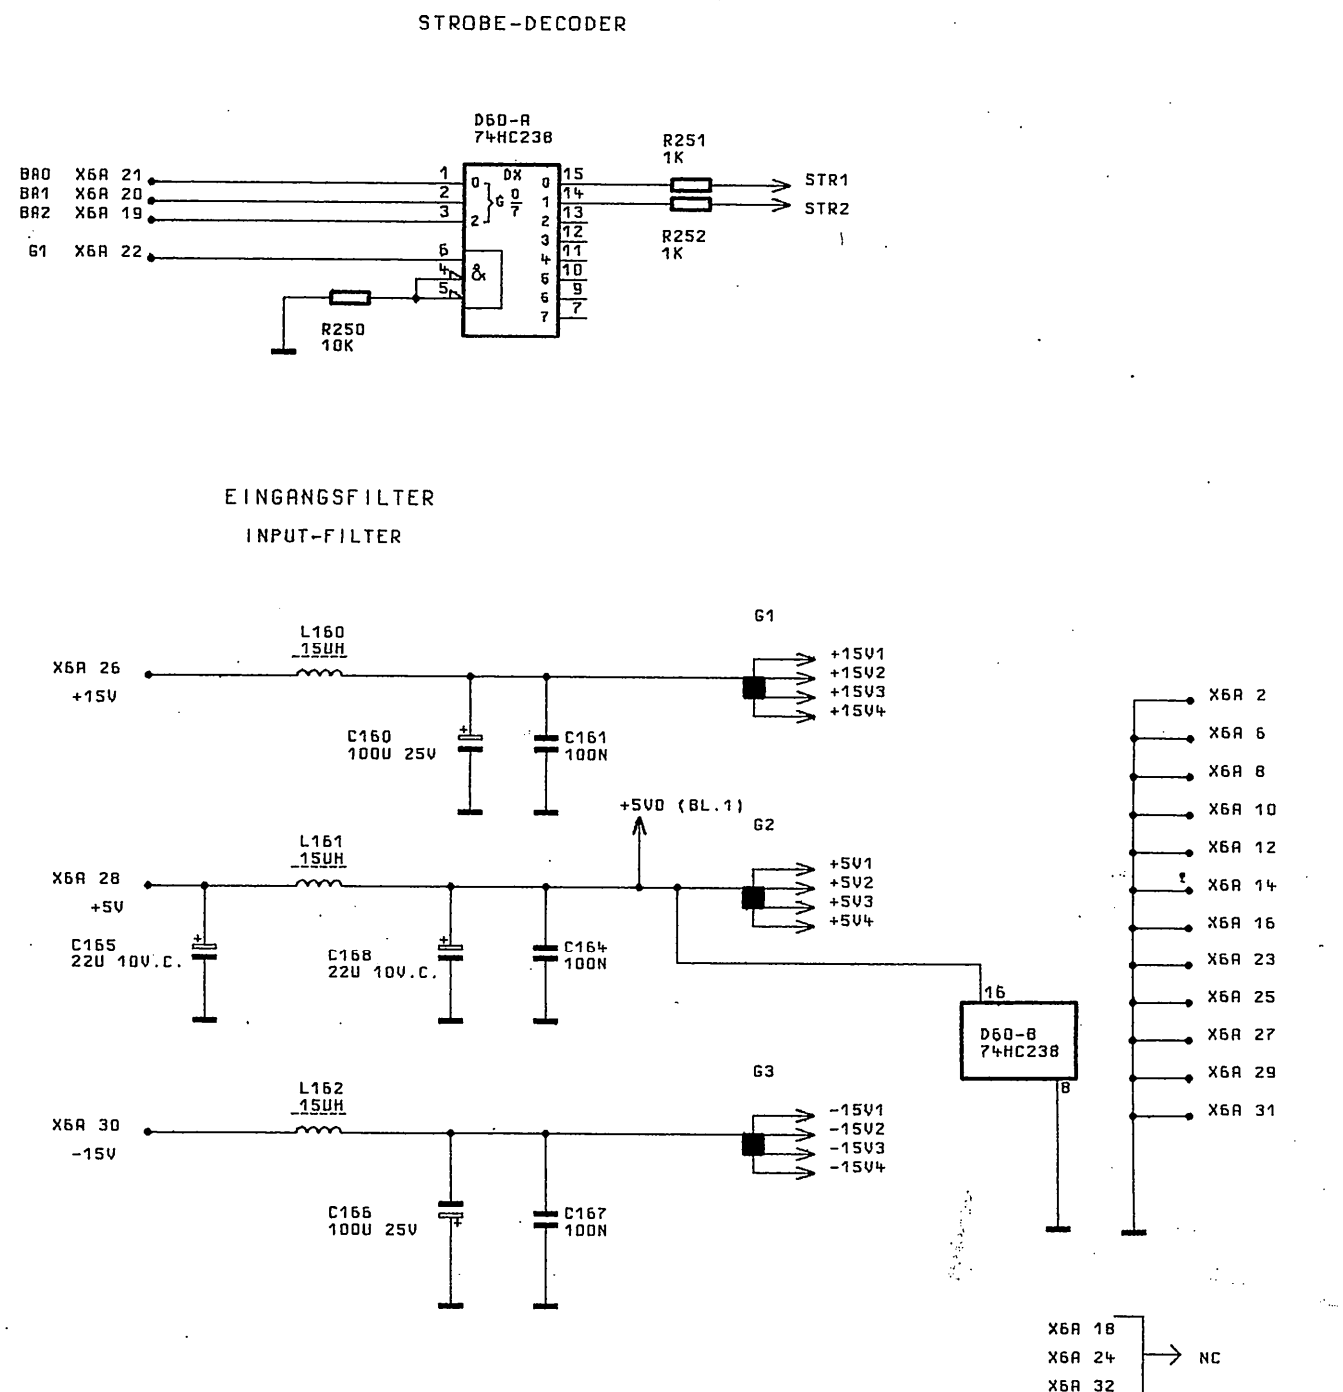 STROBE-DECODER
D60-A
74HC238
R251
1K
BA0 X6A 21
BA1 X6A 20
BA2 X6A 19
G1 X6A 22
1
2
3
6
4
5
DX
0
2
G 0
7
&
0
1
2
3
4
5
6
7
15
14
13
12
11
10
9
7
STR1
STR2
R252
1K
R250
10K
EINGANGSFILTER
INPUT-FILTER
G1
L160
15UH
X6A 26
+15V
+15V1
+15V2
+15V3
+15V4
+
C160
100U 25V
C161
100N
+5V0 (BL.1)
G2
L161
15UH
X6A 28
+5V
+5V1
+5V2
+5V3
+5V4
+
C165
22U 10V.C.
+
C168
22U 10V.C.
C164
100N
16
D60-B
74HC238
8
G3
L162
15UH
X6A 30
-15V
-15V1
-15V2
-15V3
-15V4
C166
100U 25V
+
C167
100N
X6A 2
X6A 6
X6A 8
X6A 10
X6A 12
X6A 14
X6A 16
X6A 23
X6A 25
X6A 27
X6A 29
X6A 31
X6A 18
X6A 24
X6A 32
NC